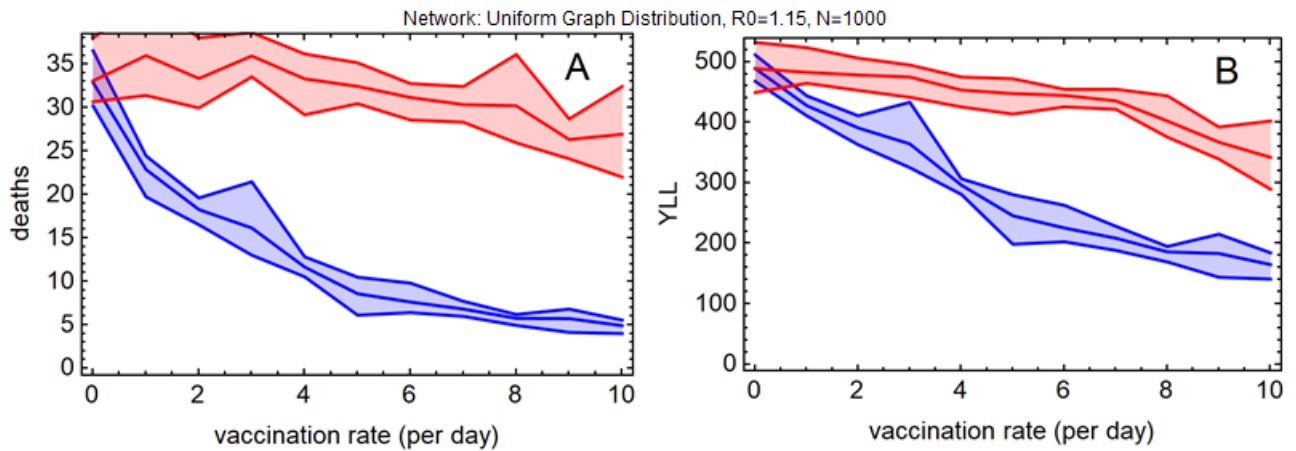 Network: Uniform Graph Distribution, R0=1.15, N=1000
A
deaths
35
30
25
20
15
10
5
0
0 2 4 6 8 10
vaccination rate (per day)
B
YLL
500
400
300
200
100
0
0 2 4 6 8 10
vaccination rate (per day)